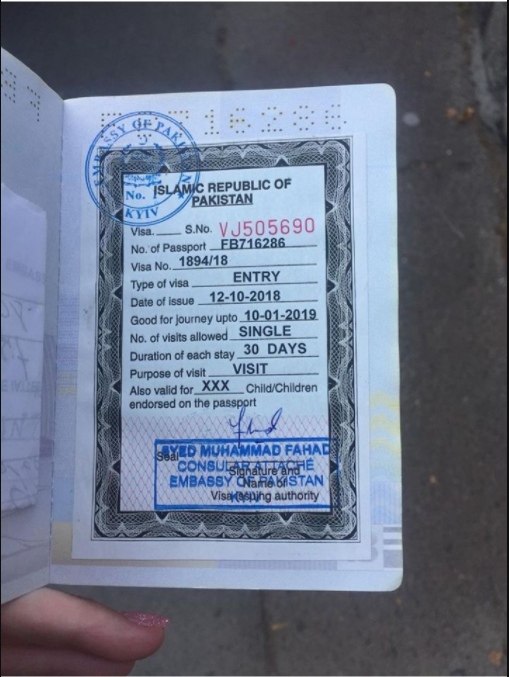 716286
EMBASSY OF PAKISTAN
No. 1
KYIV
ISLAMIC REPUBLIC OF
PAKISTAN
Visa. S.No. VJ505690
No. of Passport FB716286
Visa No. 1894/18
Type of visa ENTRY
Date of issue 12-10-2018
Good for journey upto 10-01-2019
No. of visits allowed SINGLE
Duration of each stay 30 DAYS
Purpose of visit VISIT
Also valid for XXX Child/Children
endorsed on the passport
SYED MUHAMMAD FAHAD
Seal
CONSULAR ATTACHE
Signature and
EMBASSY OF PAKISTAN
Name of
KYIV
Visa issuing authority